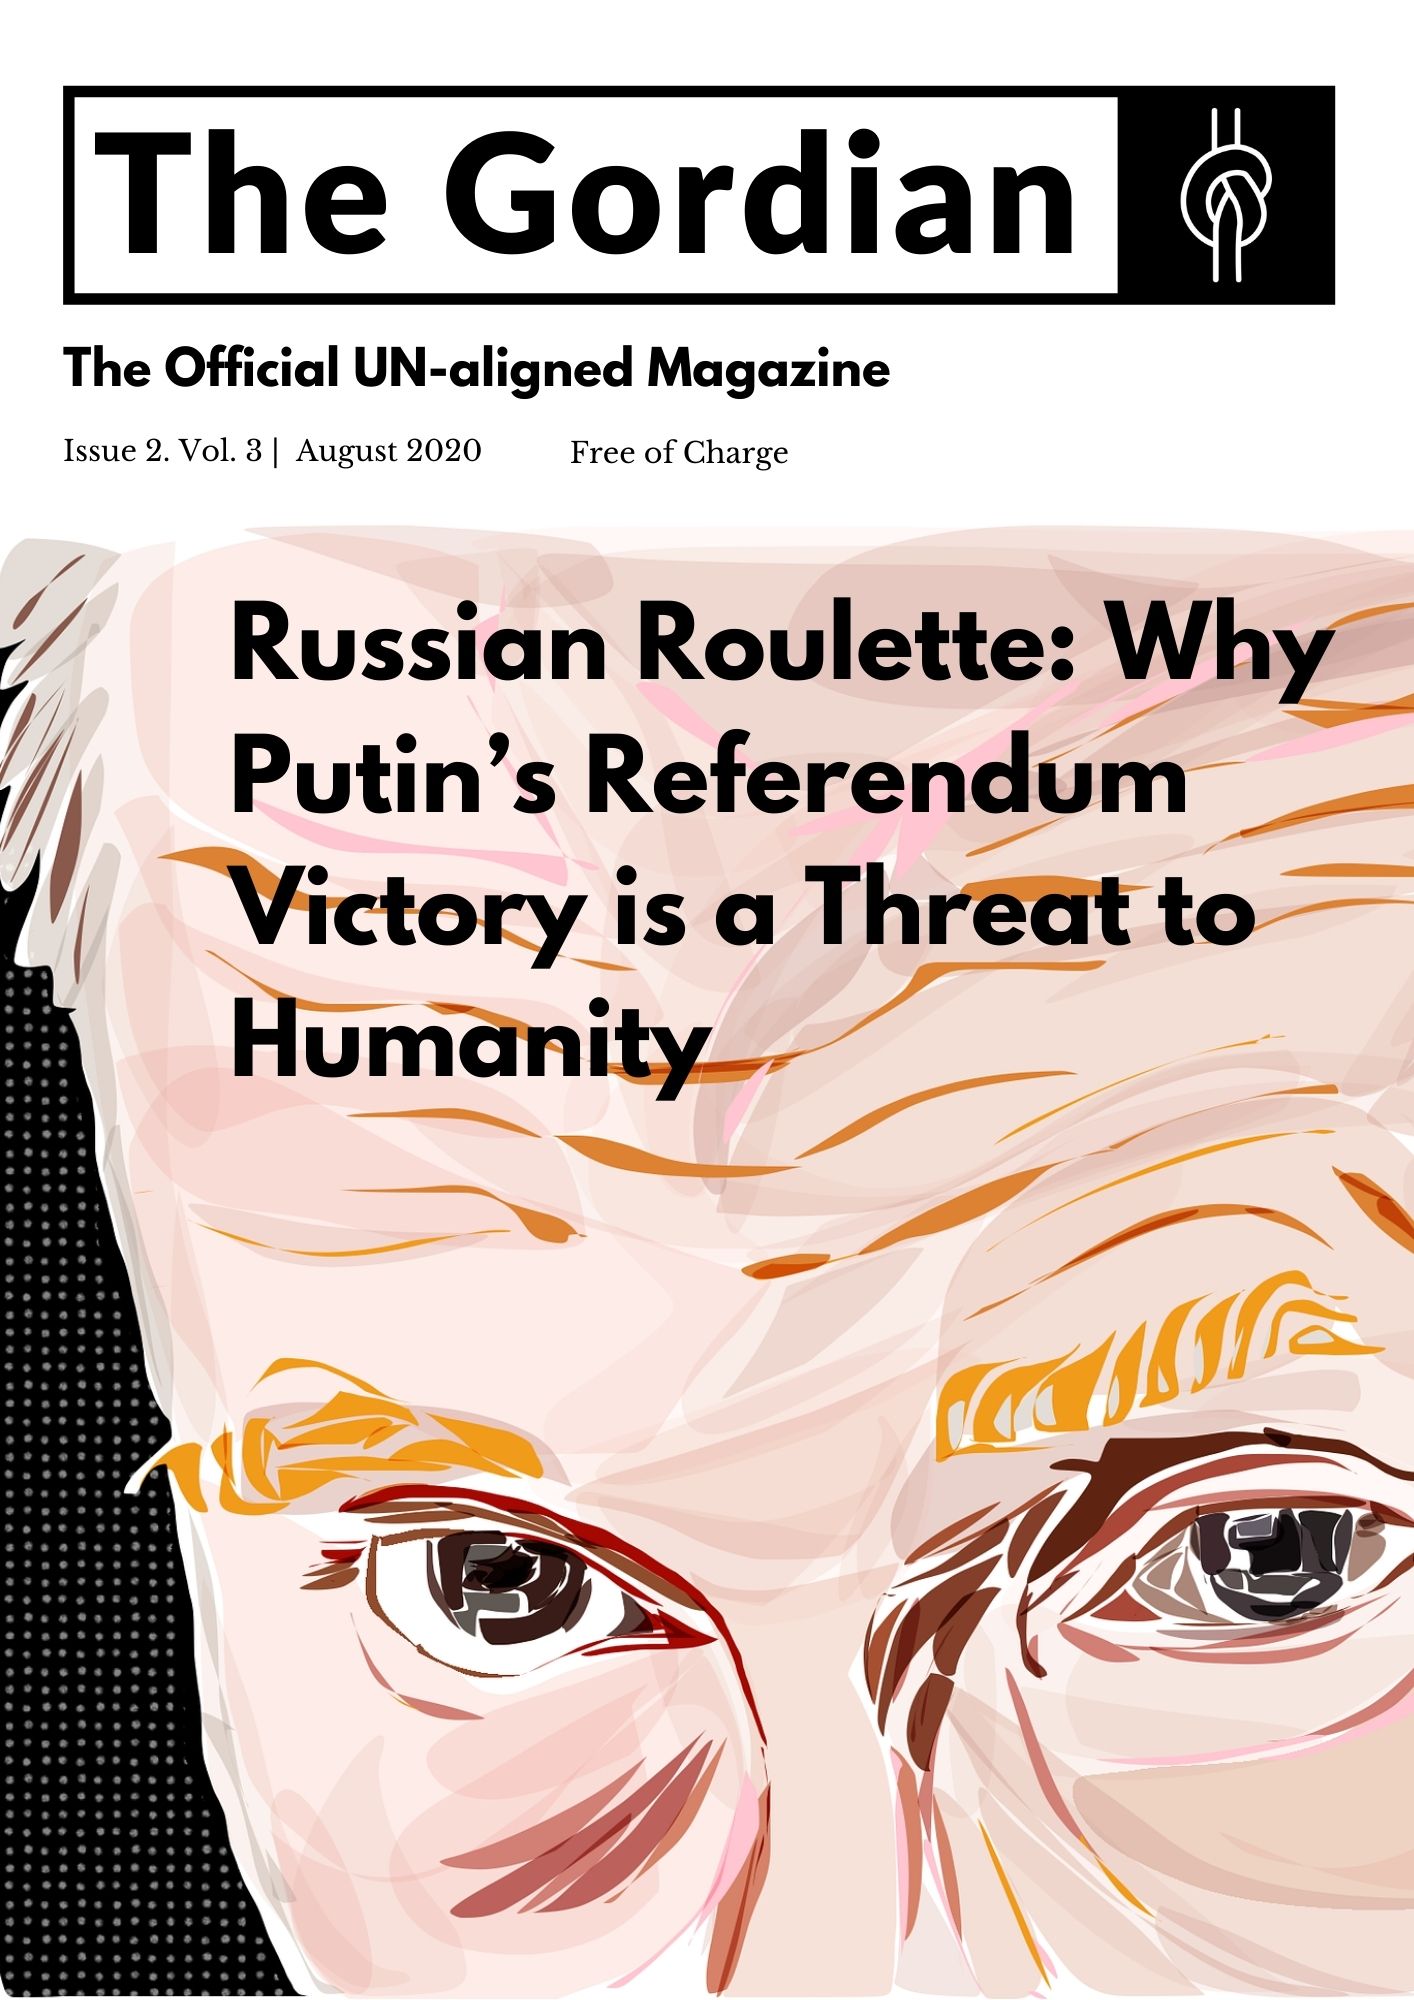 The Gordian
The Official UN-aligned Magazine
Issue 2. Vol. 3 | August 2020 Free of Charge
Russian Roulette: Why
Putin’s Referendum
Victory is a Threat to
Humanity